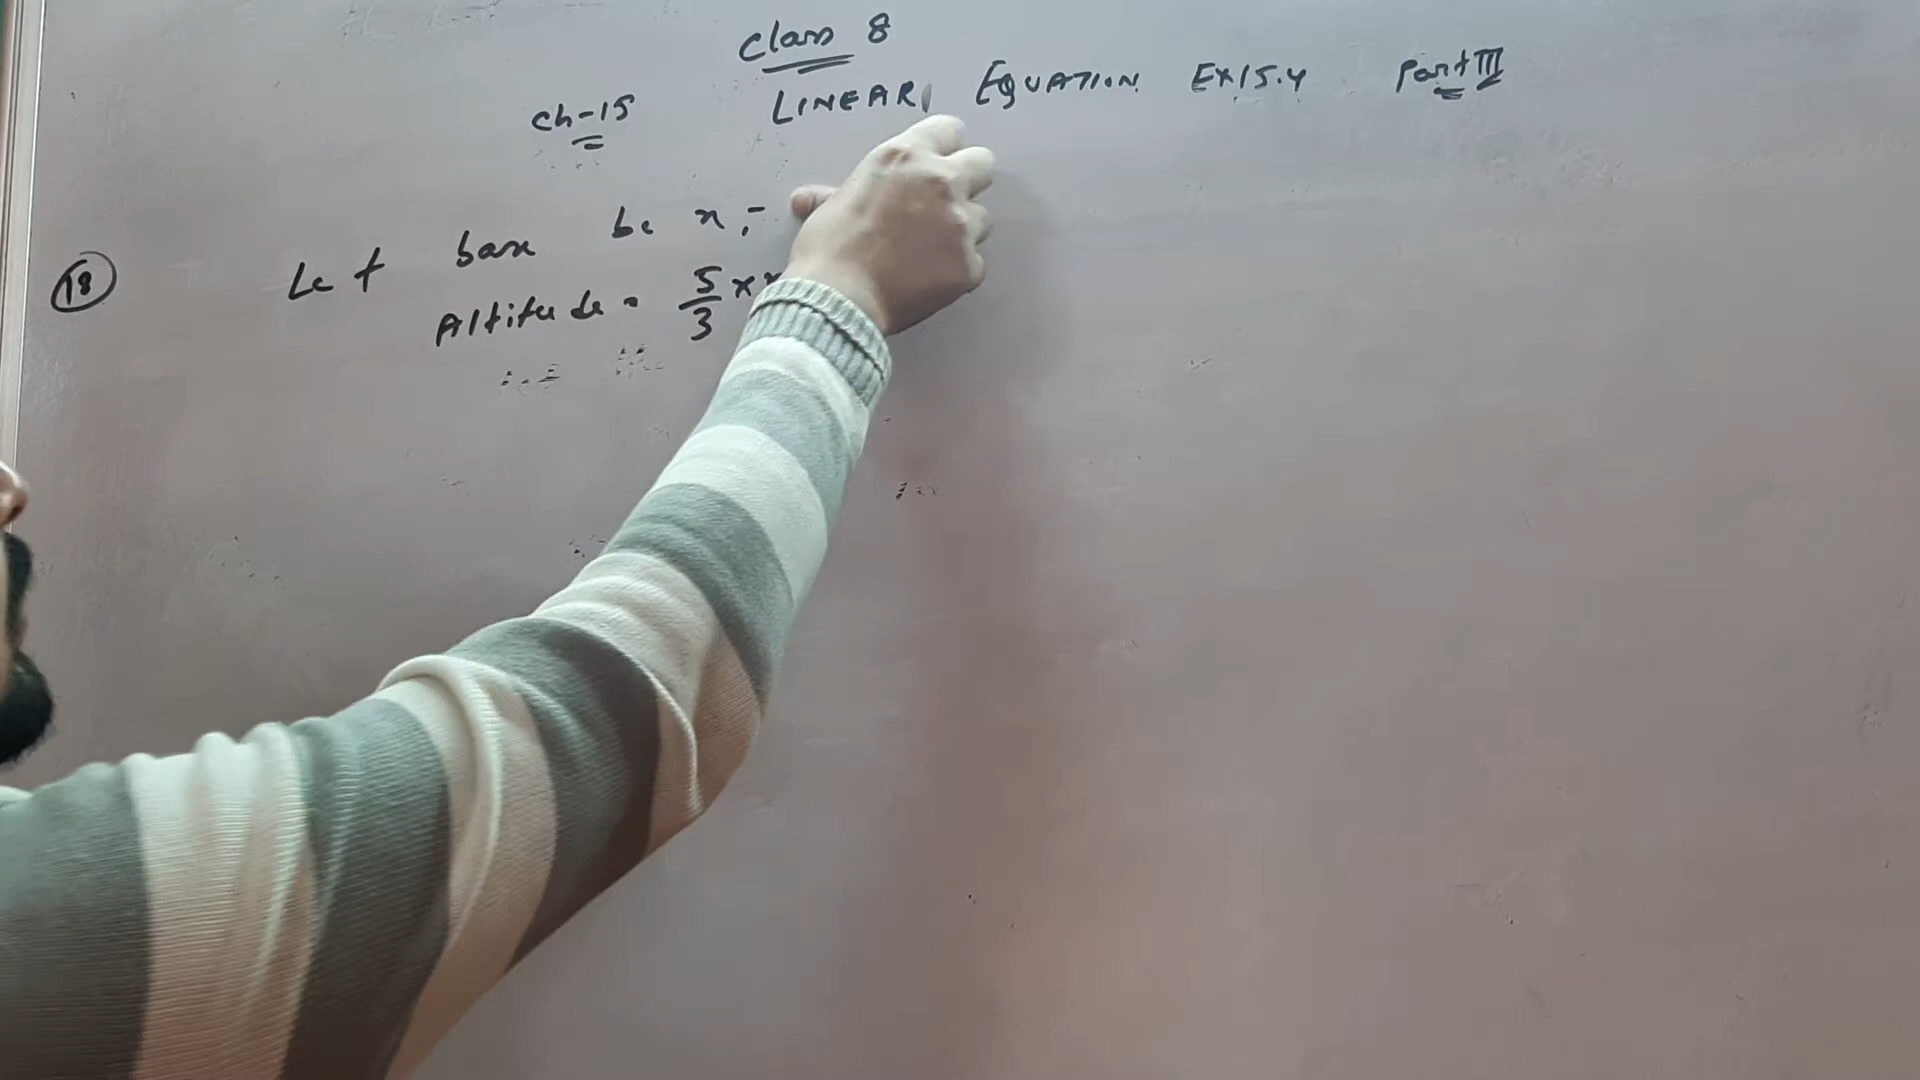 Class 8
Ch-15 LINEAR EQUATION EX15.4 Part III
18 Let base be x;-
Altitude = 5/3 x x